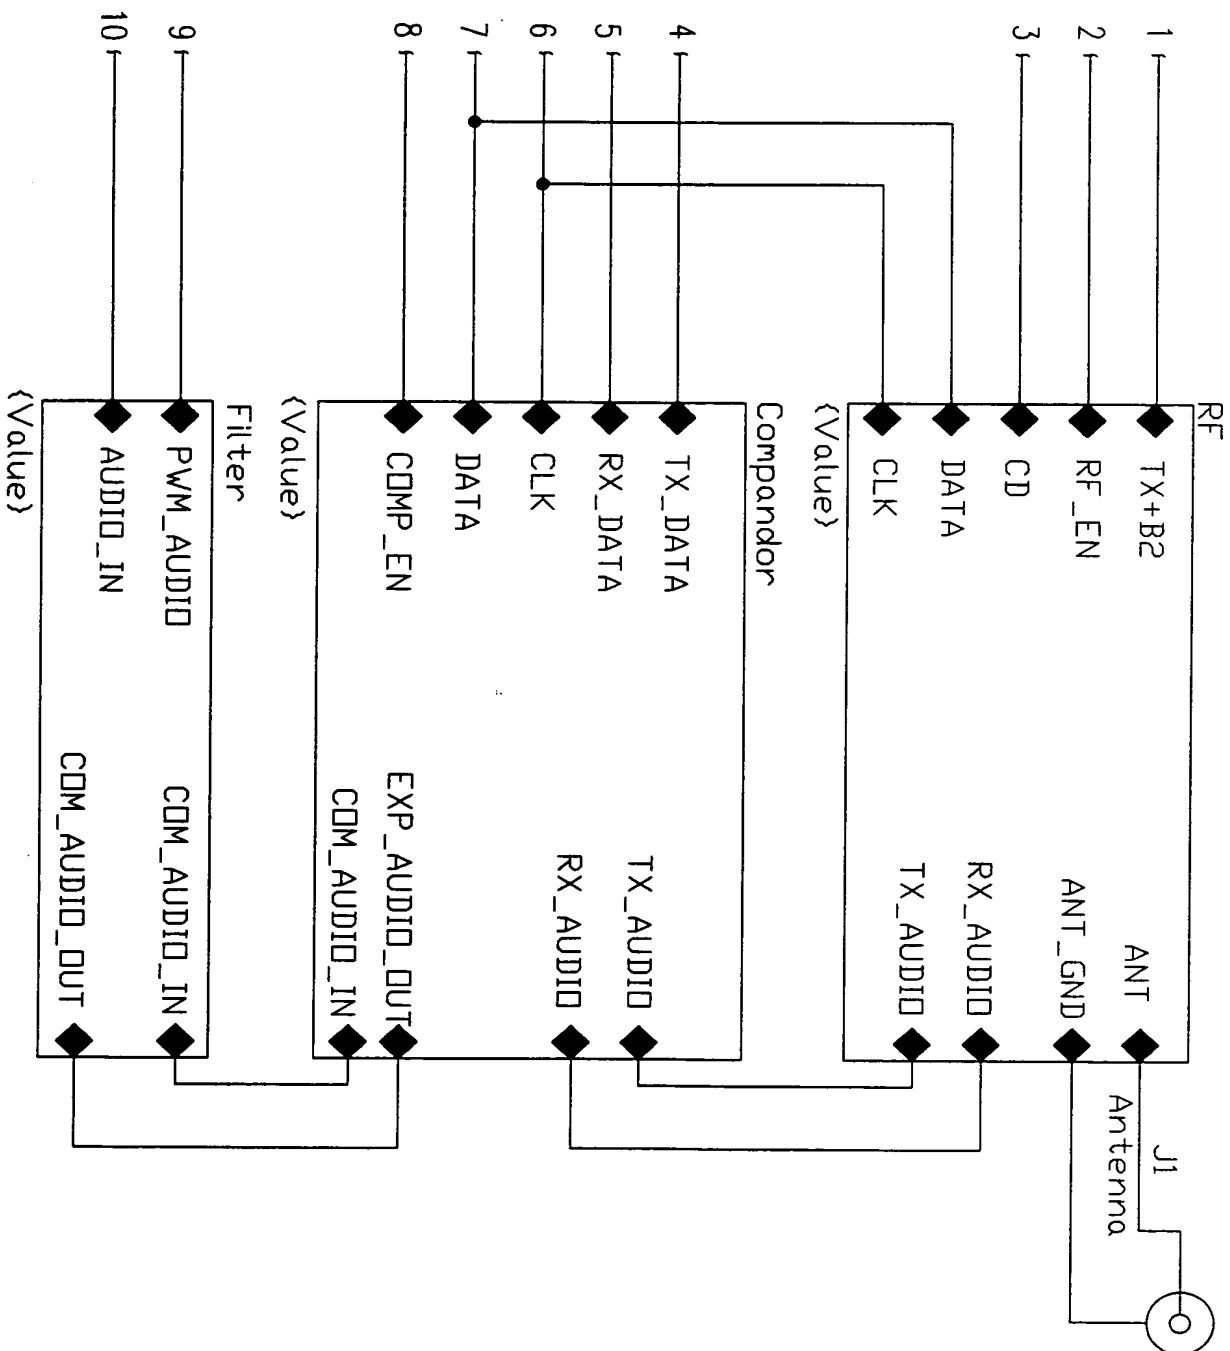 RF
1
TX+B2
2
RF_EN
3
CD
DATA
CLK
{Value}
ANT
ANT_GND
RX_AUDIO
TX_AUDIO
J1
Antenna
Compandor
4
TX_DATA
5
RX_DATA
6
CLK
7
DATA
8
COMP_EN
{Value}
TX_AUDIO
RX_AUDIO
EXP_AUDIO_OUT
COM_AUDIO_IN
Filter
9
PWM_AUDIO
10
AUDIO_IN
{Value}
COM_AUDIO_IN
COM_AUDIO_OUT